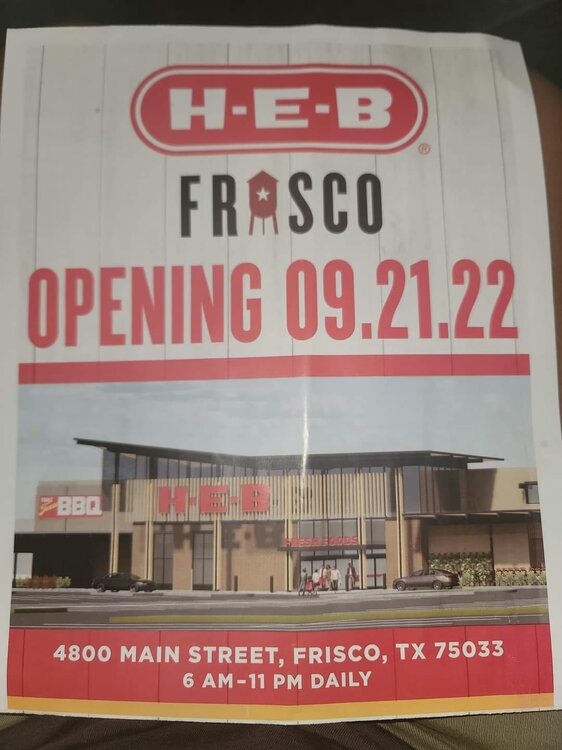 H-E-B
®
FRISCO
OPENING 09.21.22
BBQ
H-E-B
FRESH FOODS
4800 MAIN STREET, FRISCO, TX 75033
6 AM–11 PM DAILY